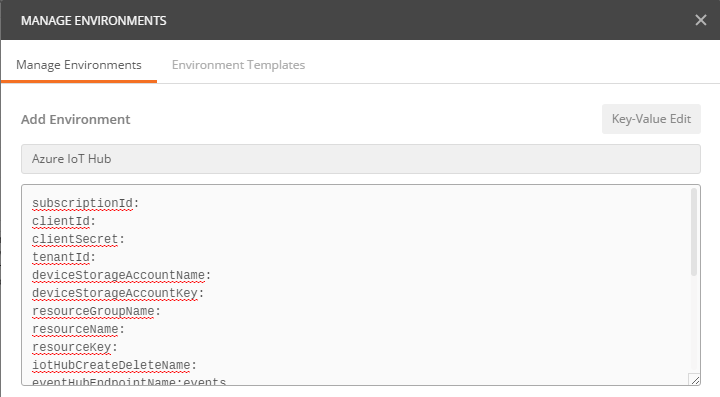 MANAGE ENVIRONMENTS
Manage Environments Environment Templates
Add Environment Key-Value Edit
Azure IoT Hub
subscriptionId:
clientId:
clientSecret:
tenantId:
deviceStorageAccountName:
deviceStorageAccountKey:
resourceGroupName:
resourceName:
resourceKey:
iotHubCreateDeleteName:
eventHubEndpointName:events